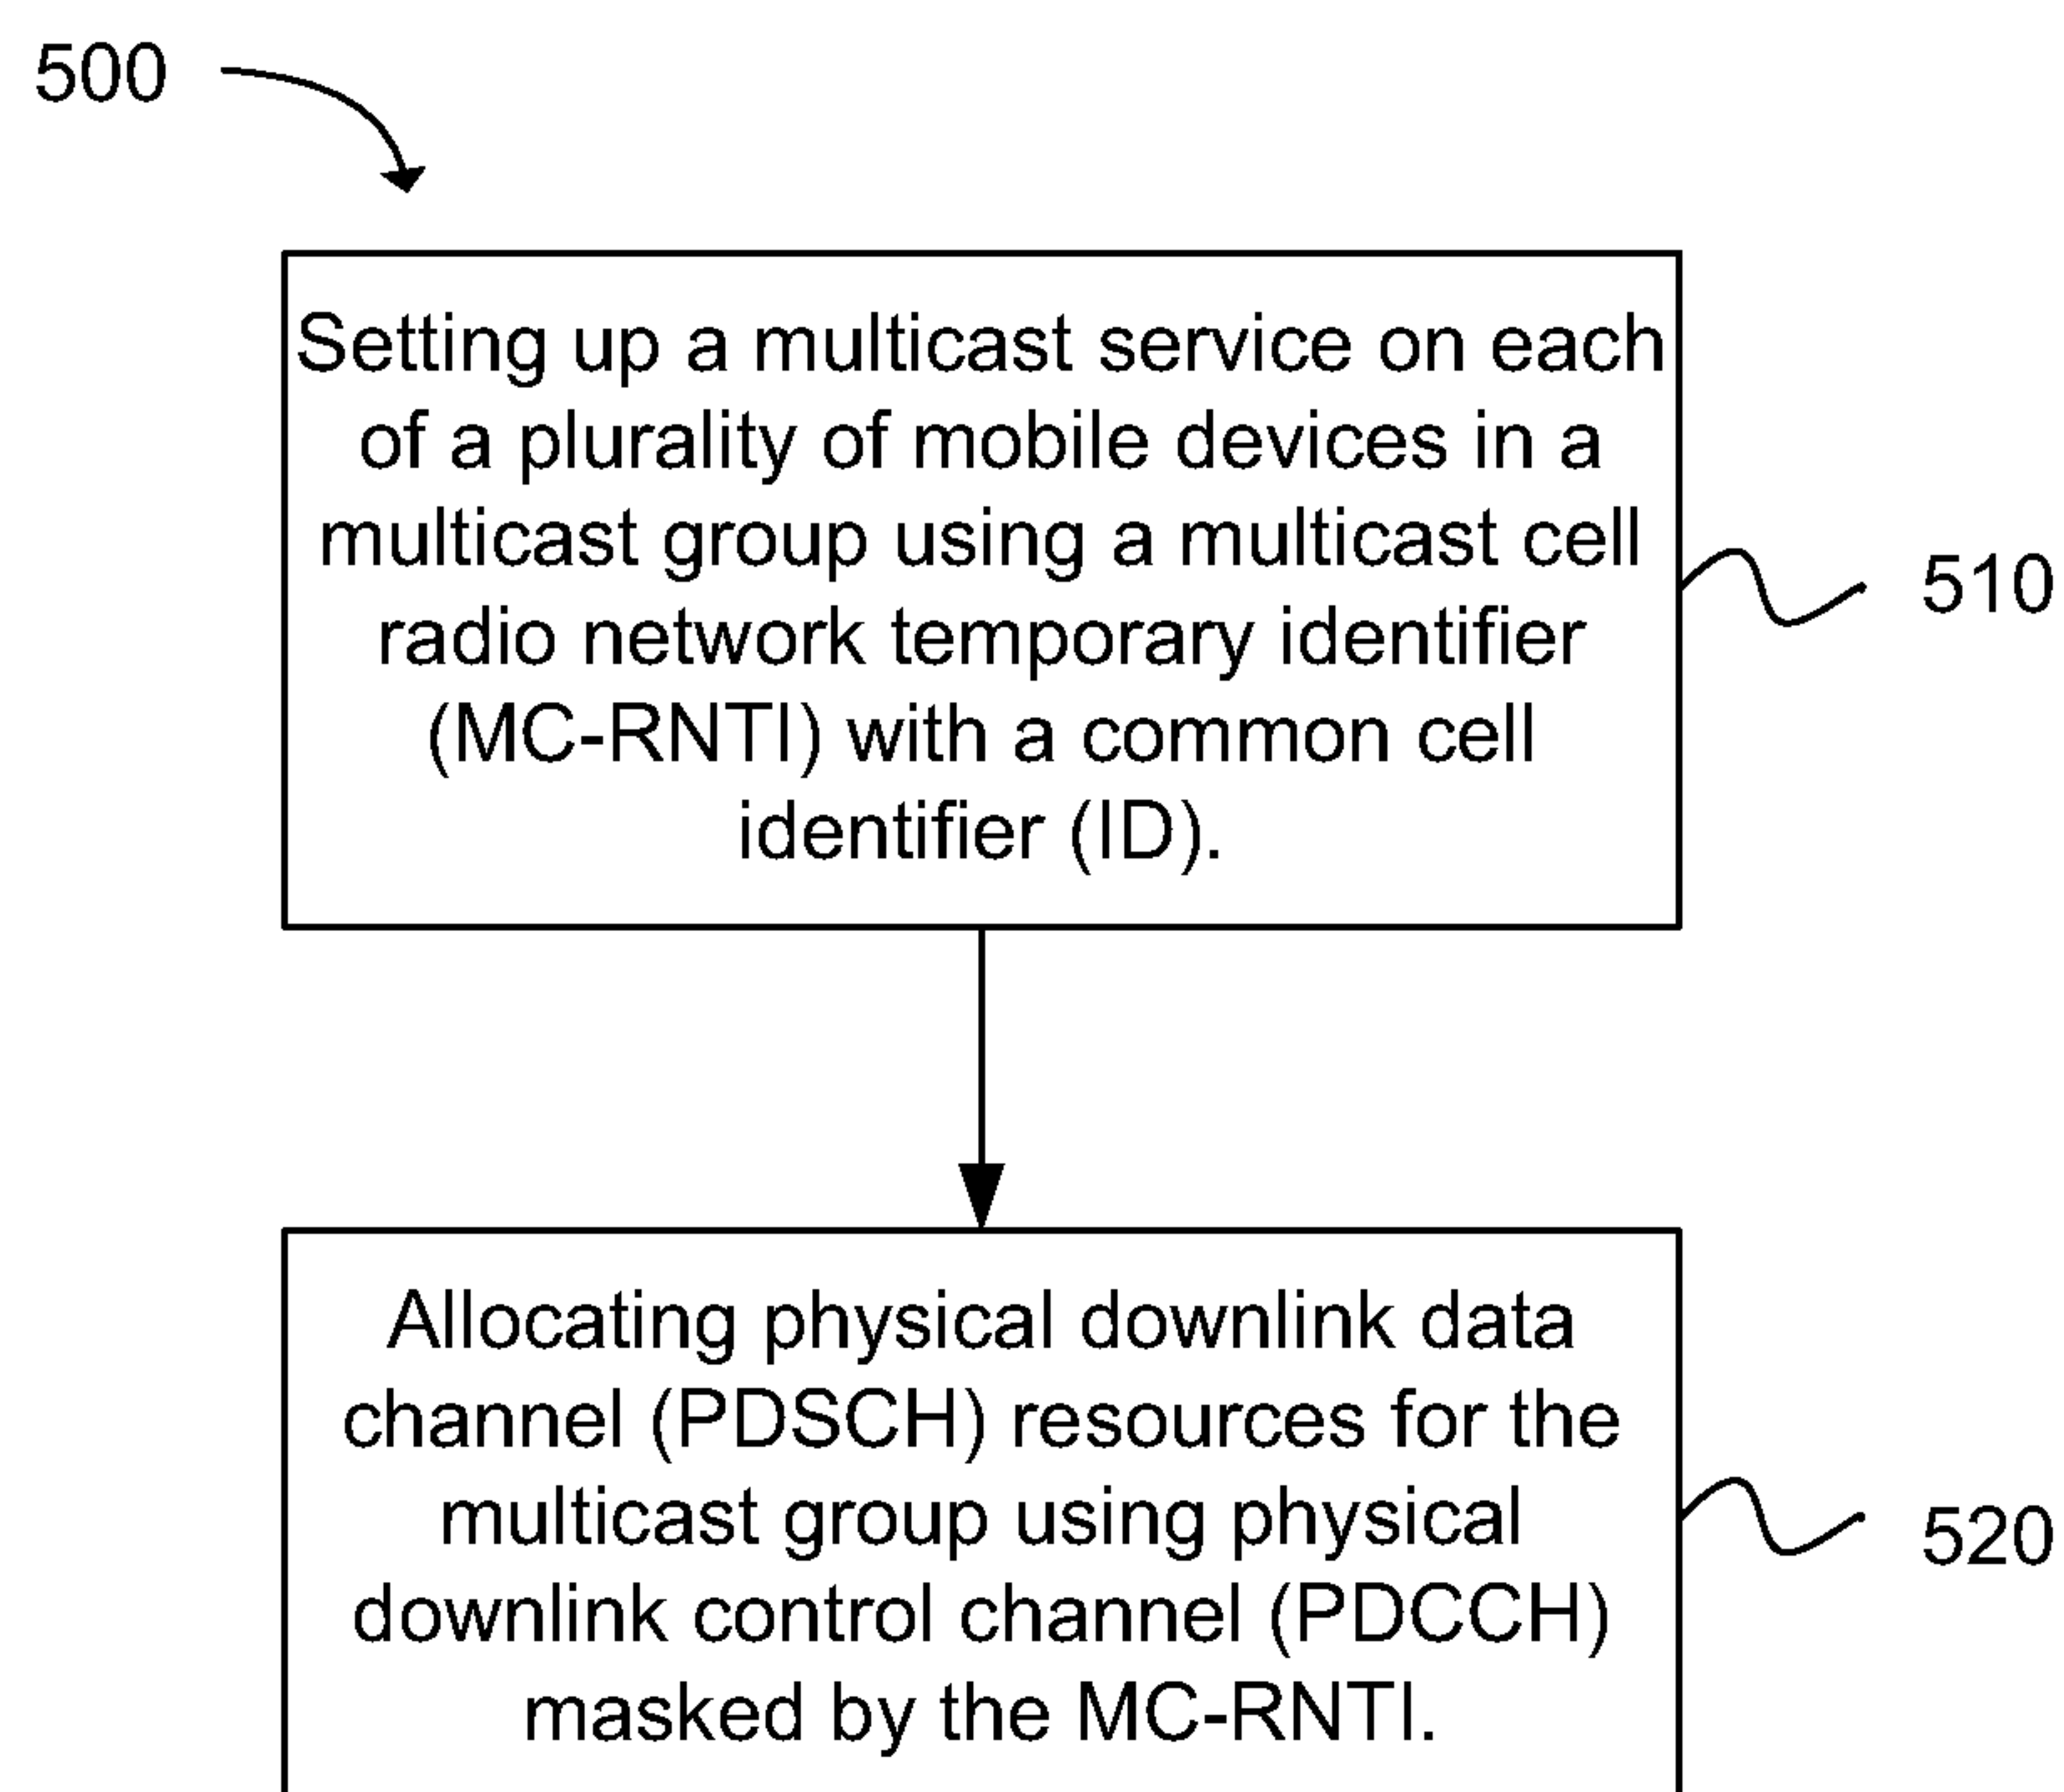 500
Setting up a multicast service on each
of a plurality of mobile devices in a
multicast group using a multicast cell
radio network temporary identifier
(MC-RNTI) with a common cell
identifier (ID).
510
Allocating physical downlink data
channel (PDSCH) resources for the
multicast group using physical
downlink control channel (PDCCH)
masked by the MC-RNTI.
520